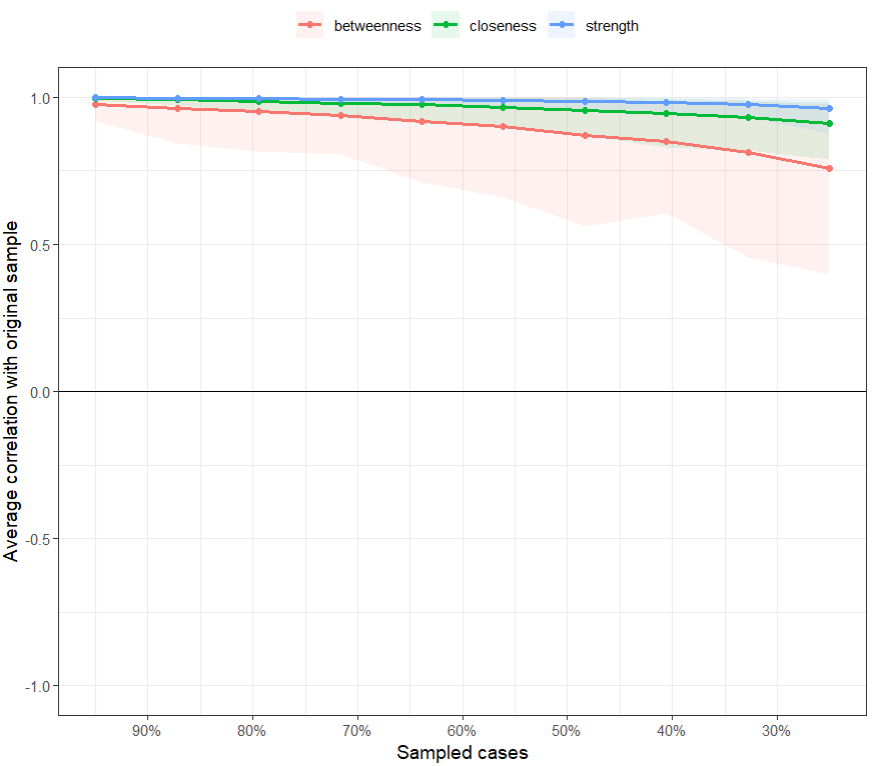 betweenness closeness strength
1.0
0.5
0.0
-0.5
-1.0
Average correlation with original sample
90% 80% 70% 60% 50% 40% 30%
Sampled cases